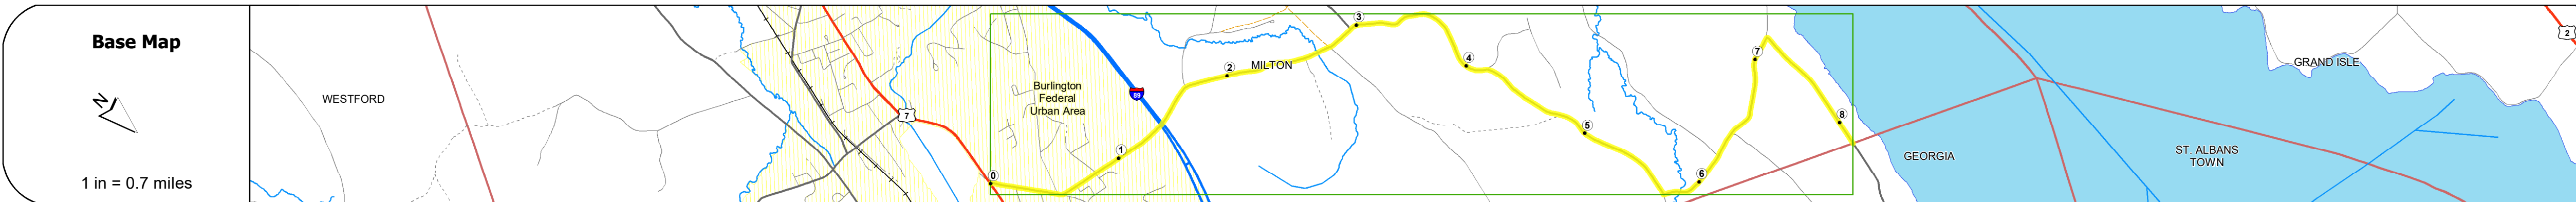 Base Map
N
1 in = 0.7 miles
WESTFORD
7
Burlington
Federal
Urban Area
89
0
1
2
MILTON
3
4
5
6
7
8
GEORGIA
ST. ALBANS
TOWN
GRAND ISLE
2